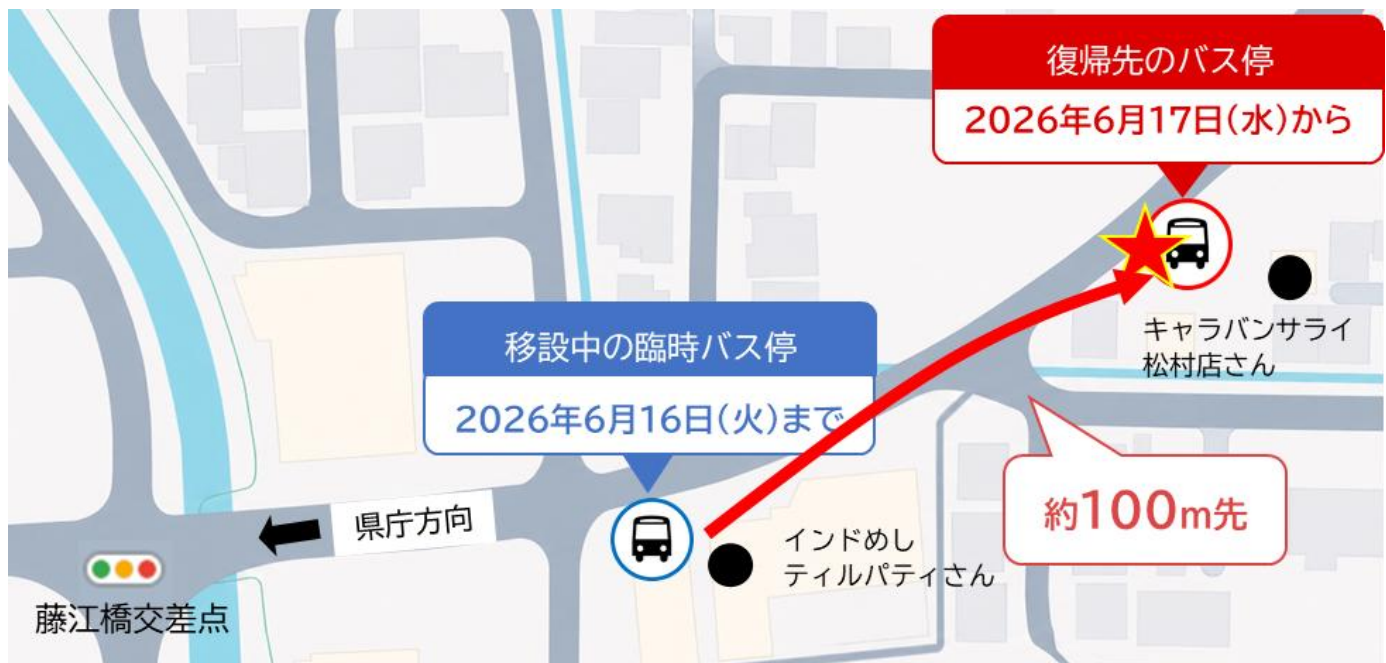 復帰先のバス停
2026年6月17日(水)から
キャラバンサライ
松村店さん
移設中の臨時バス停
2026年6月16日(火)まで
約100m先
県庁方向
インドめし
ティルパティさん
藤江橋交差点